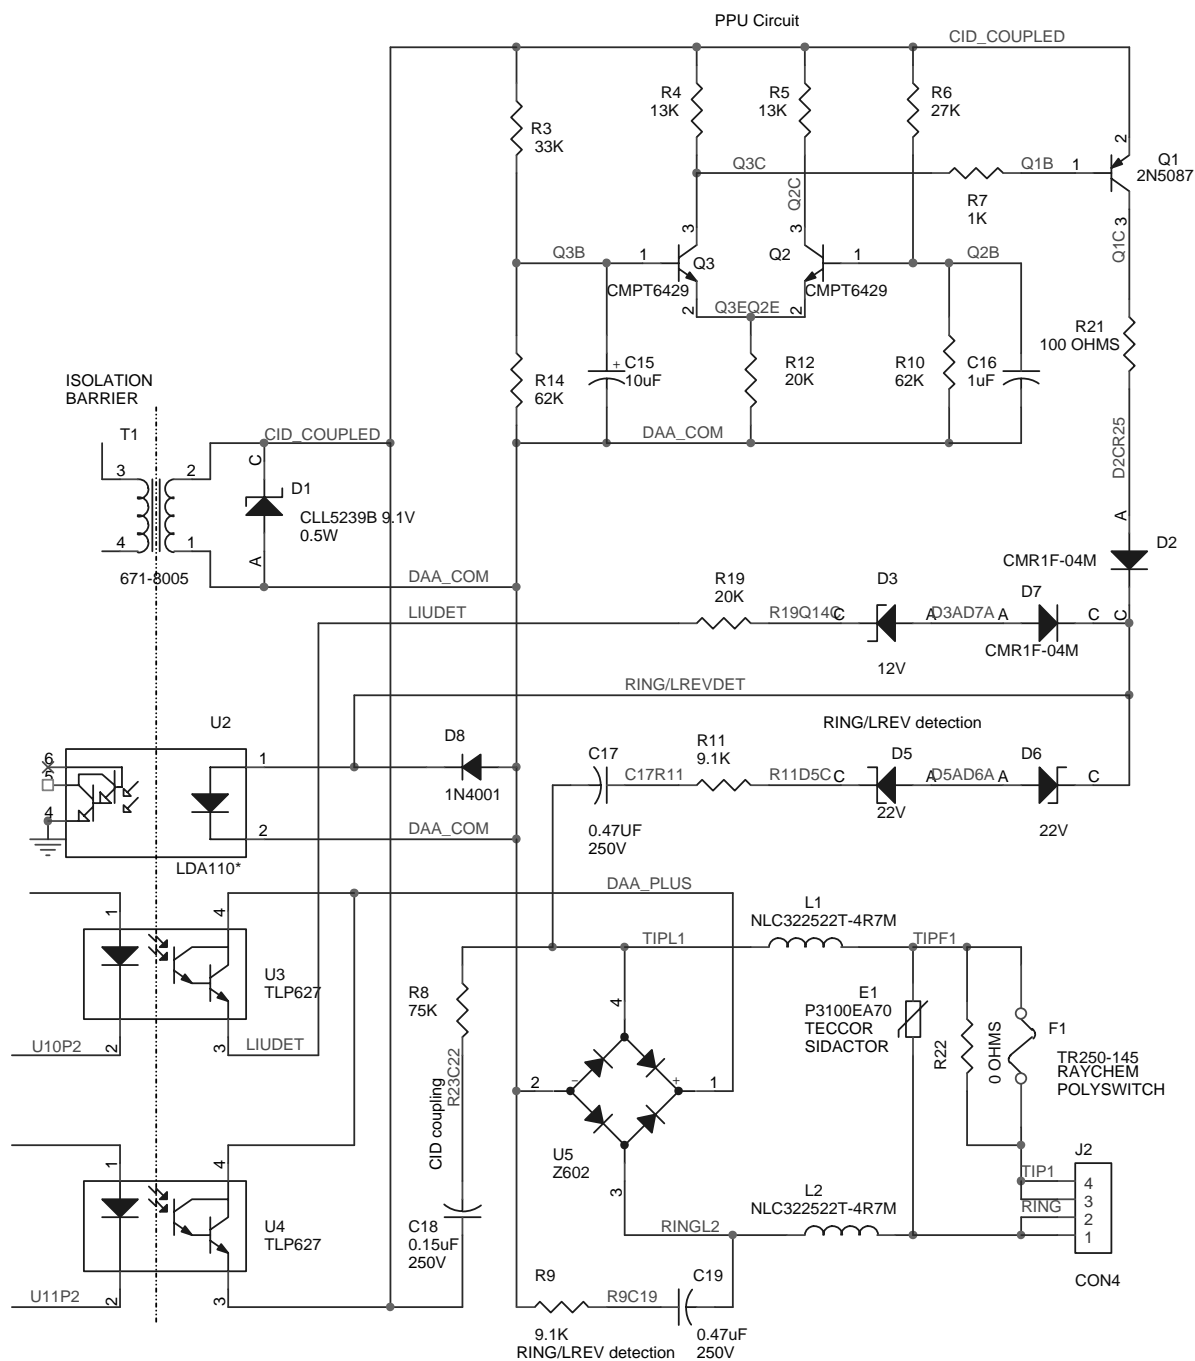 PPU Circuit
CID_COUPLED
R4
13K
R5
13K
R6
27K
R3
33K
2
Q1
2N5087
Q3C
Q1B
1
Q2C
R7
1K
3
Q1C
3
3
Q3B
1
Q3
Q2
1
Q2B
CMPT6429
CMPT6429
2
Q3EQ2E
2
R21
100 OHMS
+
C15
10uF
R12
20K
R10
62K
C16
1uF
R14
62K
ISOLATION
BARRIER
T1
CID_COUPLED
DAA_COM
D2CR25
3
2
C
D1
CLL5239B 9.1V
0.5W
A
4
1
A
671-8005
DAA_COM
D2
CMR1F-04M
C
LIUDET
R19
20K
R19Q14C
C
D3
A
D3AD7A
A
D7
C
12V
CMR1F-04M
RING/LREVDET
RING/LREV detection
U2
6
5
4
1
D8
1N4001
C17
C17R11
R11
9.1K
R11D5C
C
D5
A
D5AD6A
A
D6
C
22V
22V
0.47UF
250V
2
DAA_COM
LDA110*
DAA_PLUS
1
4
L1
NLC322522T-4R7M
TIPL1
TIPF1
U3
TLP627
R8
75K
4
E1
P3100EA70
TECCOR
SIDACTOR
R22
0 OHMS
F1
TR250-145
RAYCHEM
POLYSWITCH
U10P2
2
3
LIUDET
R23C22
CID coupling
2
-
+
1
U5
Z602
3
1
4
J2
TIP1
4
3
RING
2
1
L2
NLC322522T-4R7M
U4
TLP627
C18
0.15uF
250V
RINGL2
CON4
U11P2
2
3
R9
R9C19
C19
9.1K
0.47uF
250V
RING/LREV detection